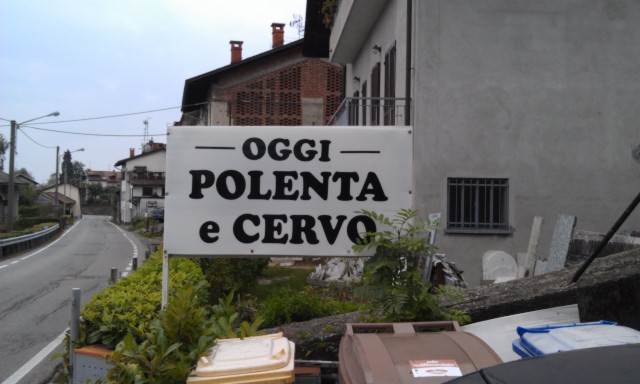 — OGGI —
POLENTA
e CERVO